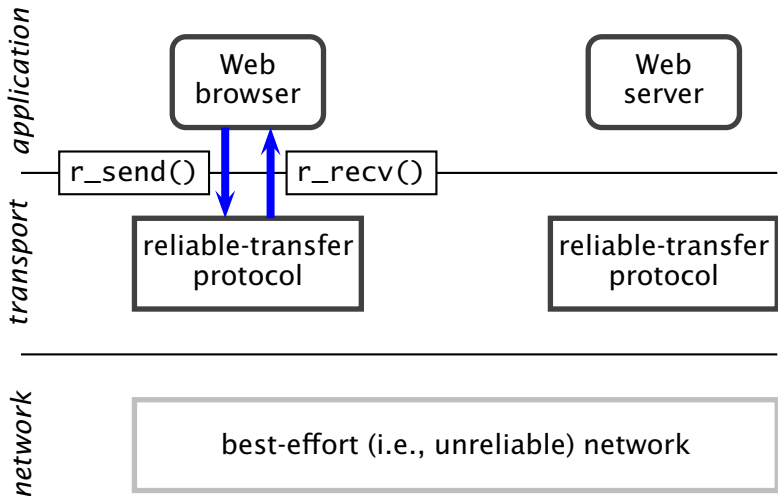 application
Web
browser
Web
server
r_send()
r_recv()
transport
reliable-transfer
protocol
reliable-transfer
protocol
network
best-effort (i.e., unreliable) network